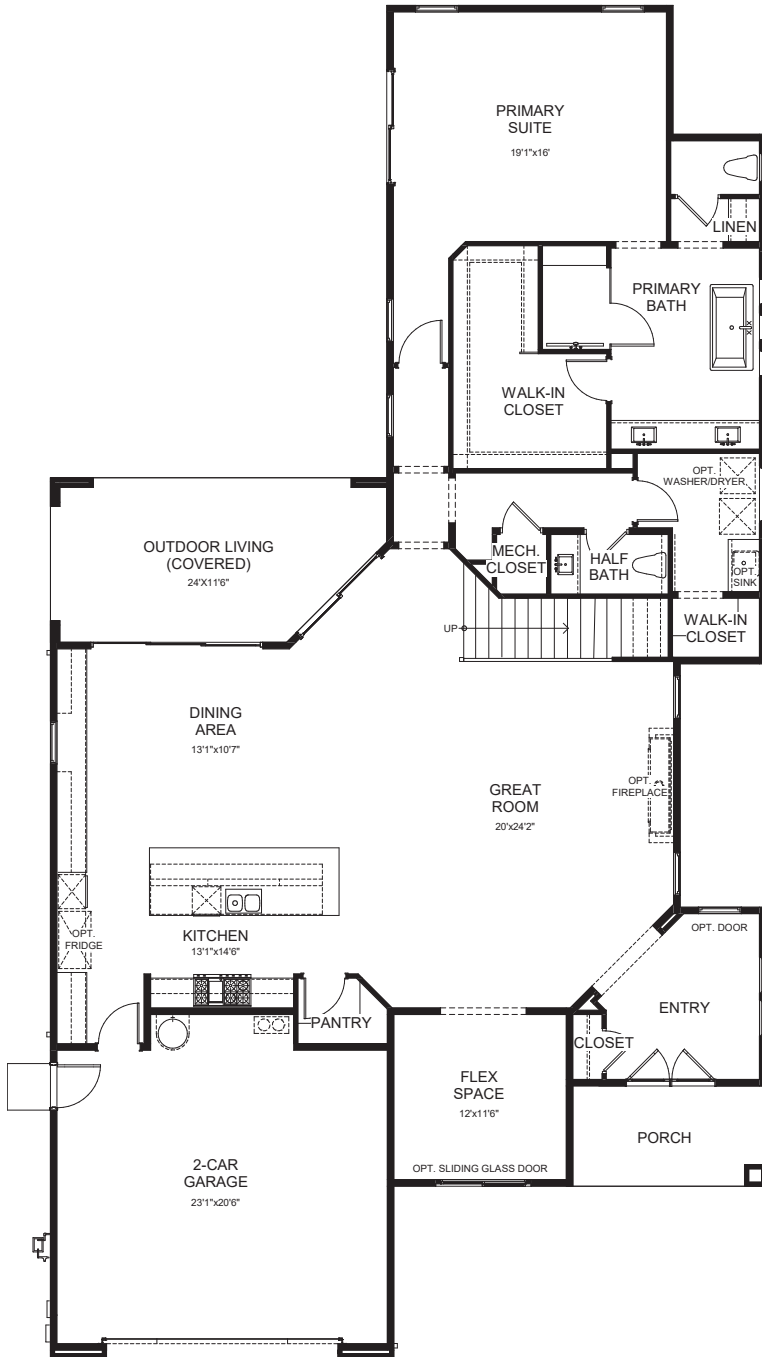 PRIMARY
SUITE
19'1"x16'
LINEN
PRIMARY
BATH
WALK-IN
CLOSET
OPT.
WASHER/DRYER
OUTDOOR LIVING
(COVERED)
24'X11'6"
MECH.
CLOSET
HALF
BATH
OPT.
SINK
UP
WALK-IN
CLOSET
DINING
AREA
13'1"x10'7"
GREAT
ROOM
20'x24'2"
OPT.
FIREPLACE
KITCHEN
13'1"x14'6"
OPT.
FRIDGE
OPT. DOOR
PANTRY
ENTRY
CLOSET
FLEX
SPACE
12'x11'6"
OPT. SLIDING GLASS DOOR
PORCH
2-CAR
GARAGE
23'1"x20'6"